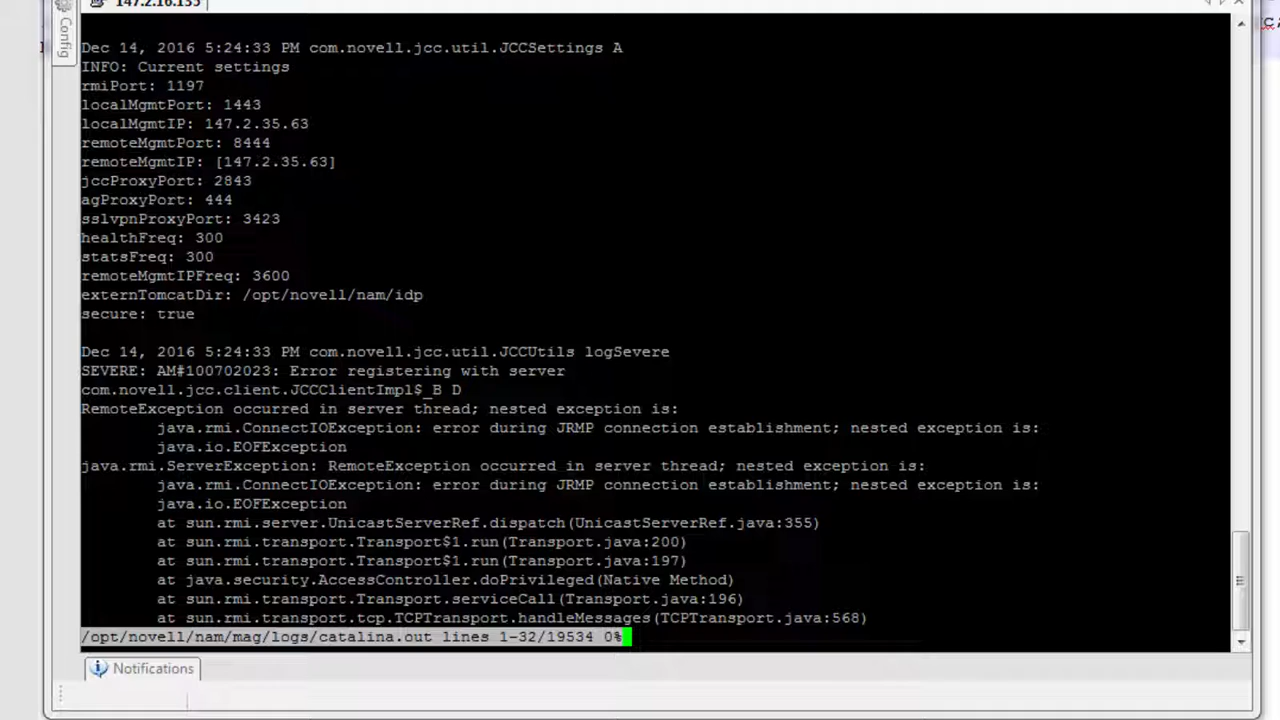 147.2.16.155
Config
Dec 14, 2016 5:24:33 PM com.novell.jcc.util.JCCSettings A
INFO: Current settings
rmiPort: 1197
localMgmtPort: 1443
localMgmtIP: 147.2.35.63
remoteMgmtPort: 8444
remoteMgmtIP: [147.2.35.63]
jccProxyPort: 2843
agProxyPort: 444
sslvpnProxyPort: 3423
healthFreq: 300
statsFreq: 300
remoteMgmtIPFreq: 3600
externTomcatDir: /opt/novell/nam/idp
secure: true
Dec 14, 2016 5:24:33 PM com.novell.jcc.util.JCCUtils logSevere
SEVERE: AM#100702023: Error registering with server
com.novell.jcc.client.JCCClientImpl$_B D
RemoteException occurred in server thread; nested exception is:
java.rmi.ConnectIOException: error during JRMP connection establishment; nested exception is:
java.io.EOFException
java.rmi.ServerException: RemoteException occurred in server thread; nested exception is:
java.rmi.ConnectIOException: error during JRMP connection establishment; nested exception is:
java.io.EOFException
at sun.rmi.server.UnicastServerRef.dispatch(UnicastServerRef.java:355)
at sun.rmi.transport.Transport$1.run(Transport.java:200)
at sun.rmi.transport.Transport$1.run(Transport.java:197)
at java.security.AccessController.doPrivileged(Native Method)
at sun.rmi.transport.Transport.serviceCall(Transport.java:196)
at sun.rmi.transport.tcp.TCPTransport.handleMessages(TCPTransport.java:568)
/opt/novell/nam/mag/logs/catalina.out lines 1-32/19534 0%
Notifications